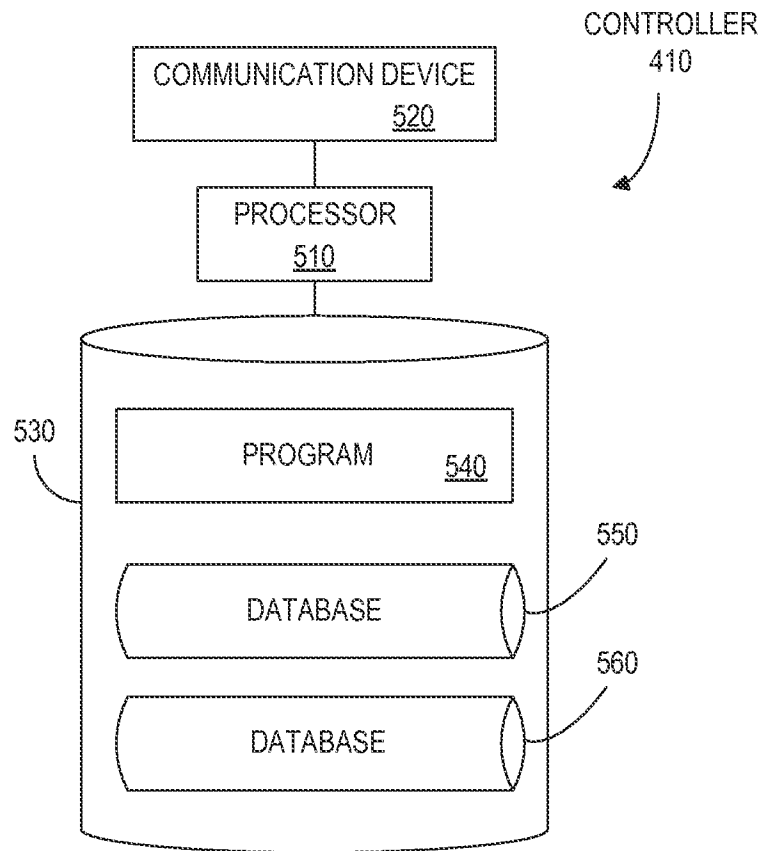 CONTROLLER
410
COMMUNICATION DEVICE
520
PROCESSOR
510
530
PROGRAM
540
550
DATABASE
560
DATABASE